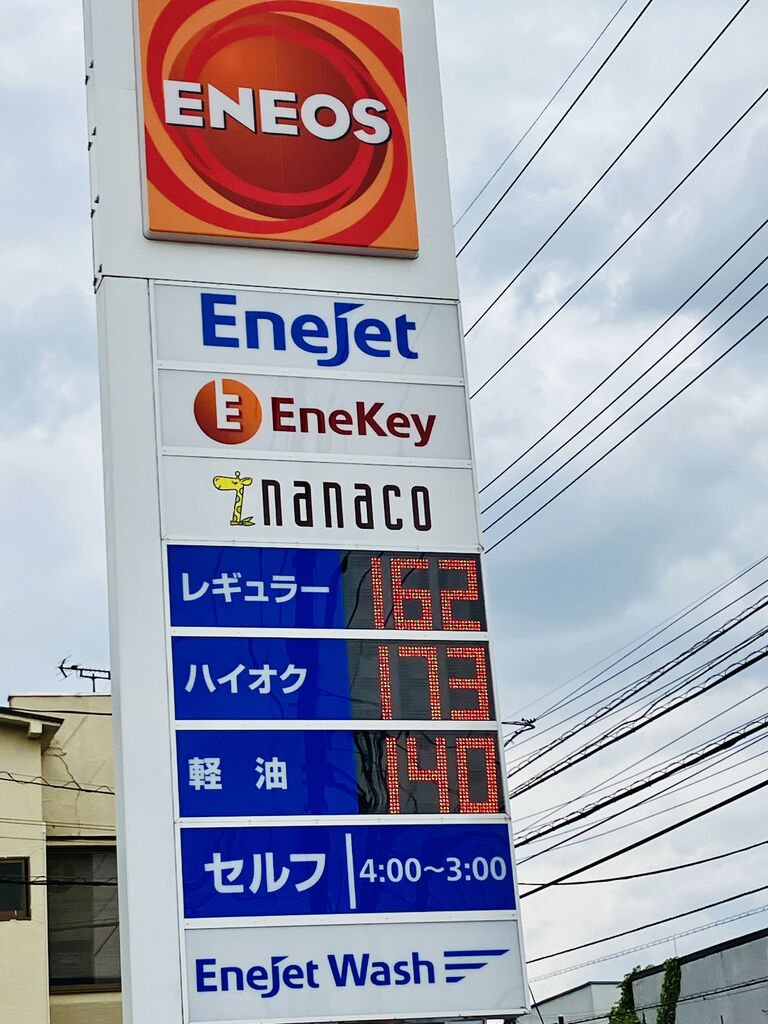 ENEOS
Enejet
E EneKey
nanaco
レギュラー 162
ハイオク 173
軽 油 140
セルフ 4:00～3:00
Enejet Wash